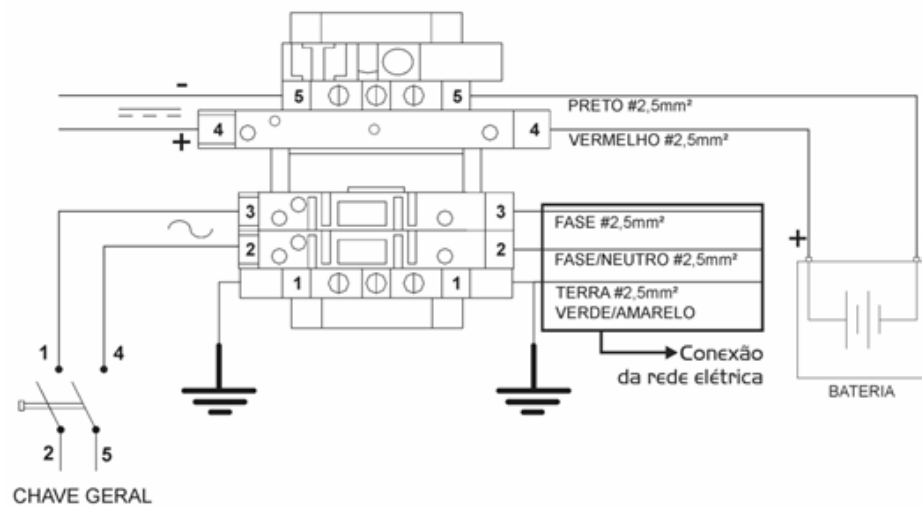 -
5
5
PRETO #2,5mm²
4
4
+
VERMELHO #2,5mm²
3
3
FASE #2,5mm²
+
2
2
FASE/NEUTRO #2,5mm²
1
1
TERRA #2,5mm²
VERDE/AMARELO
1
4
Conexão
da rede elétrica
BATERIA
2
5
CHAVE GERAL